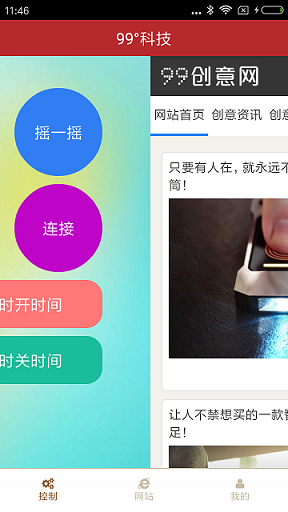 11:46
99°科技
99创意网
网站首页 创意资讯 创意
摇一摇
只要有人在，就永远不
筒！
连接
时开时间
时关时间
让人不禁想买的一款智
足！
控制
网站
我的